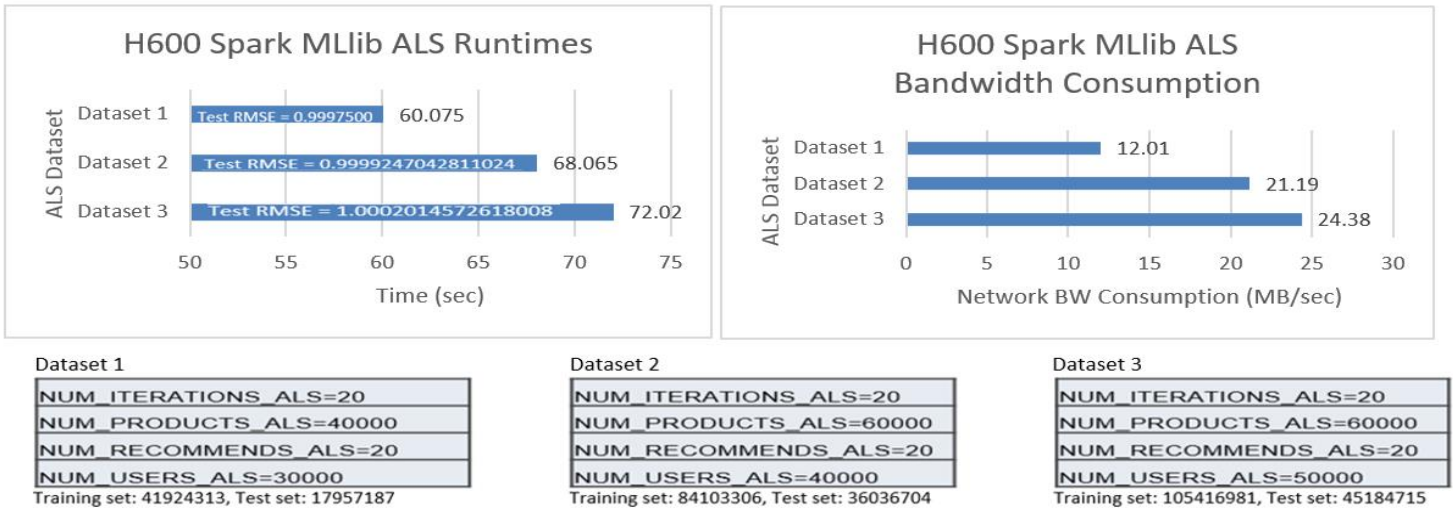 H600 Spark MLlib ALS Runtimes
ALS Dataset
Dataset 1
Test RMSE = 0.9997500
60.075
Dataset 2
Test RMSE = 0.9999247042811024
68.065
Dataset 3
Test RMSE = 1.00020144572618008
72.02
50 55 60 65 70 75
Time (sec)
H600 Spark MLlib ALS
Bandwidth Consumption
ALS Dataset
Dataset 1
12.01
Dataset 2
21.19
Dataset 3
24.38
0 5 10 15 20 25 30
Network BW Consumption (MB/sec)
Dataset 1
NUM_ITERATIONS_ALS=20
NUM_PRODUCTS_ALS=40000
NUM_RECOMMENDS_ALS=20
NUM_USERS_ALS=30000
Training set: 41924313, Test set: 17957187
Dataset 2
NUM_ITERATIONS_ALS=20
NUM_PRODUCTS_ALS=60000
NUM_RECOMMENDS_ALS=20
NUM_USERS_ALS=40000
Training set: 84103306, Test set: 36036704
Dataset 3
NUM_ITERATIONS_ALS=20
NUM_PRODUCTS_ALS=60000
NUM_RECOMMENDS_ALS=20
NUM_USERS_ALS=50000
Training set: 105416981, Test set: 45184715